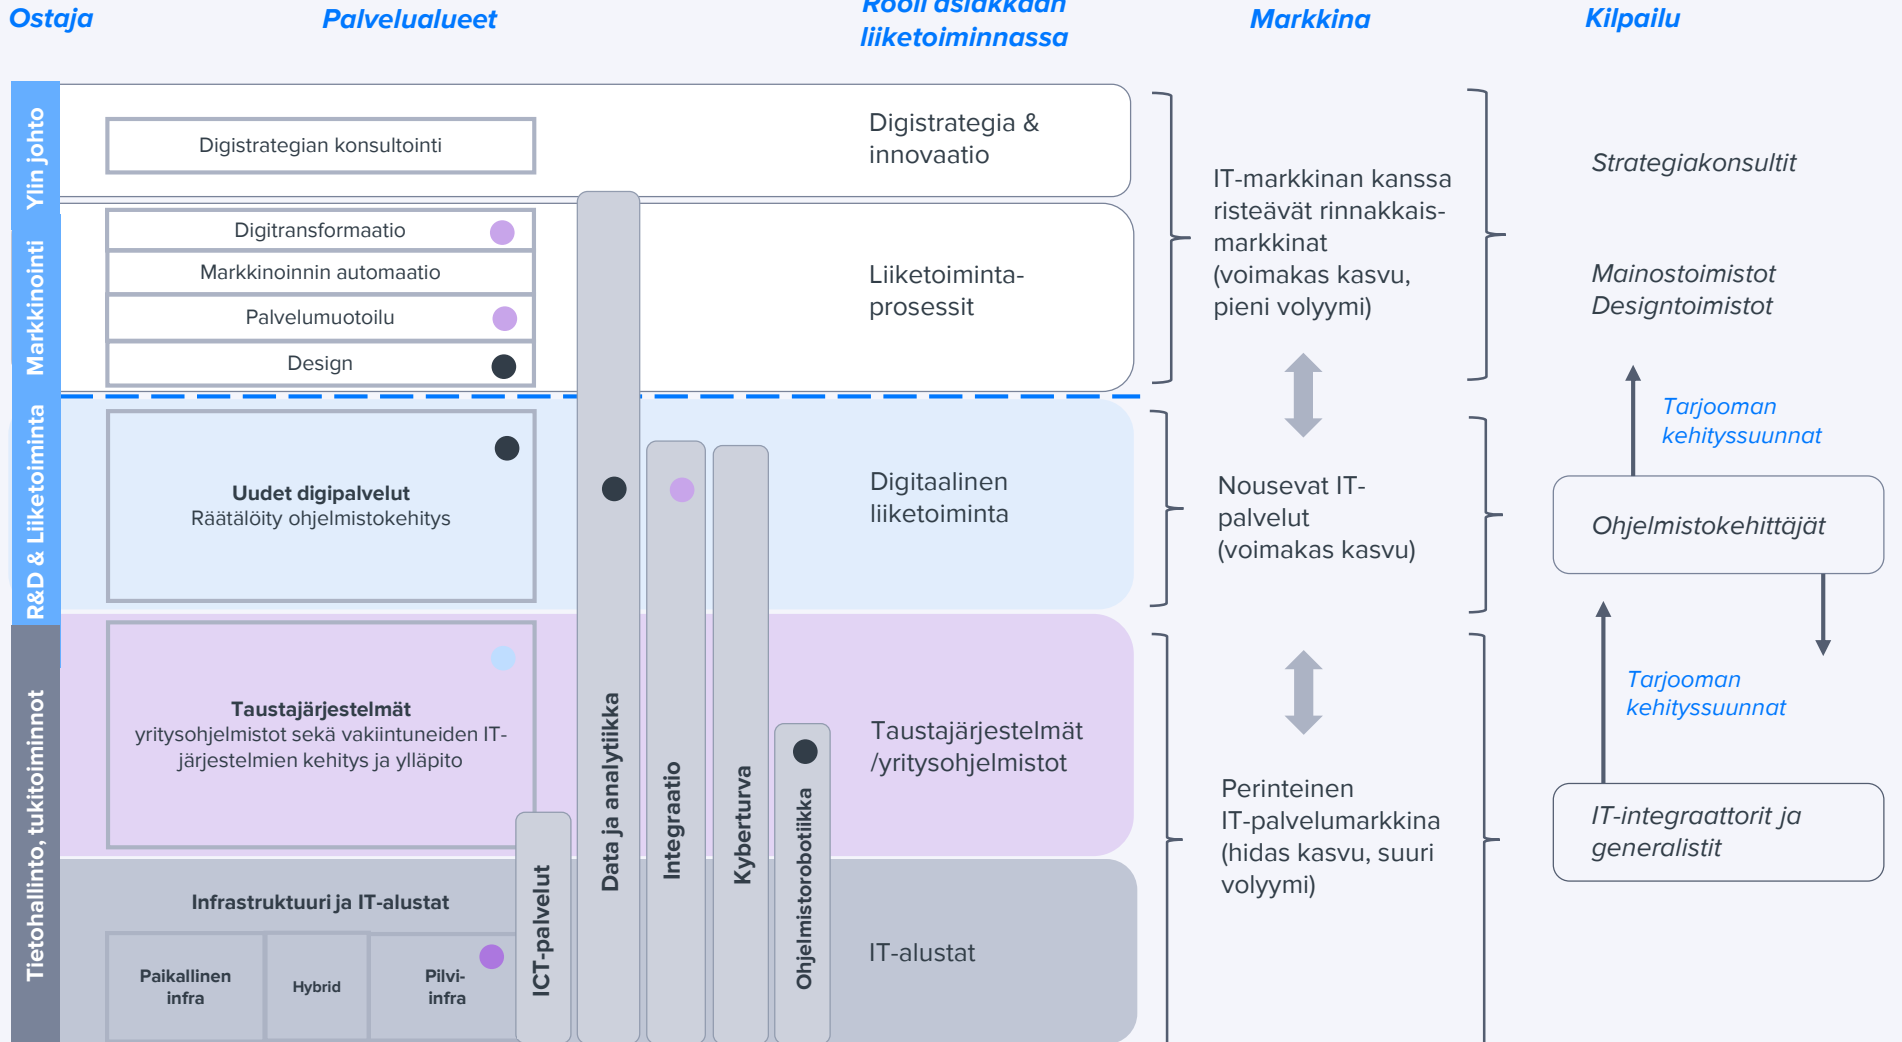 Ostaja
Palvelualueet
Rooli asiakkaan
liiketoiminnassa
Markkina
Kilpailu
Ylin johto
Markkinointi
R&D & Liiketoiminta
Tietohallinto, tukitoiminnot
Digistrategian konsultointi
Digitransformaatio
Markkinoinnin automaatio
Palvelumuotoilu
Design
Uudet digipalvelut
Räätälöity ohjelmistokehitys
Taustajärjestelmät
yritysohjelmistot sekä vakiintuneiden IT-
järjestelmien kehitys ja ylläpito
Infrastruktuuri ja IT-alustat
Paikallinen
infra
Hybrid
Pilvi-
infra
ICT-palvelut
Data ja analytiikka
Integraatio
Kyberturva
Ohjelmistorobotiikka
Digistrategia &
innovaatio
Liiketoiminta-
prosessit
Digitaalinen
liiketoiminta
Taustajärjestelmät
/yritysohjelmistot
IT-alustat
IT-markkinan kanssa
risteävät rinnakkais-
markkinat
(voimakas kasvu,
pieni volyymi)
Nousevat IT-
palvelut
(voimakas kasvu)
Perinteinen
IT-palvelumarkkina
(hidas kasvu, suuri
volyymi)
Strategiakonsultit
Mainostoimistot
Designtoimistot
Tarjooman
kehityssuunnat
Ohjelmistokehittäjät
Tarjooman
kehityssuunnat
IT-integraattorit ja
generalistit